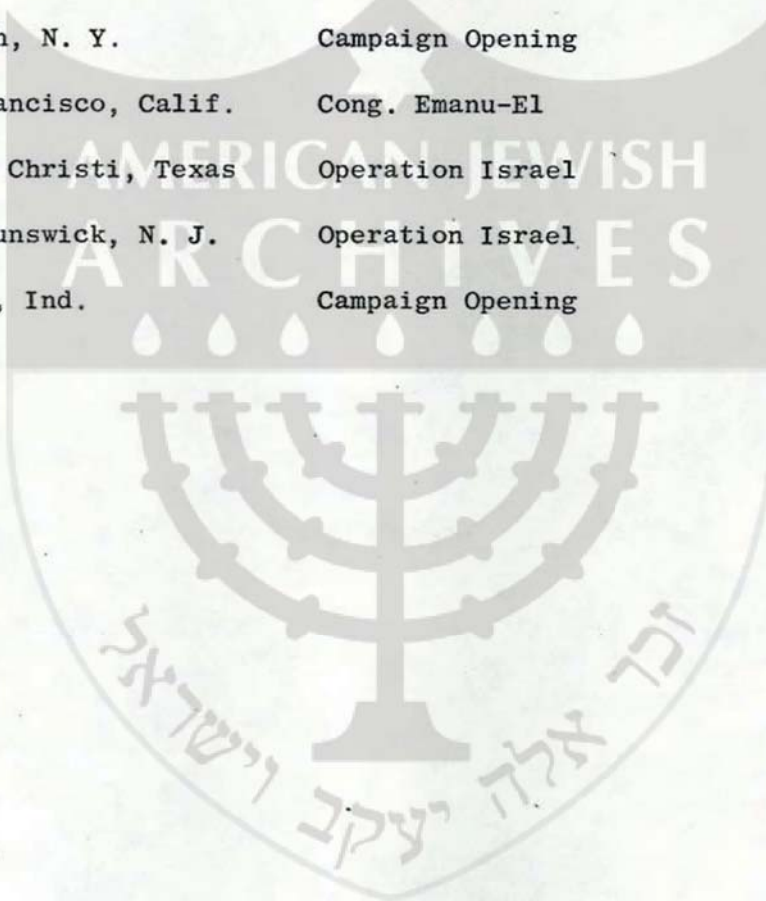 n, N. Y. Campaign Opening
ancisco, Calif. Cong. Emanu-El
Christi, Texas Operation Israel
unswick, N. J. Operation Israel
, Ind. Campaign Opening
AMERICAN JEWISH
ARCHIVES
זכר אלה יעקב וישראל